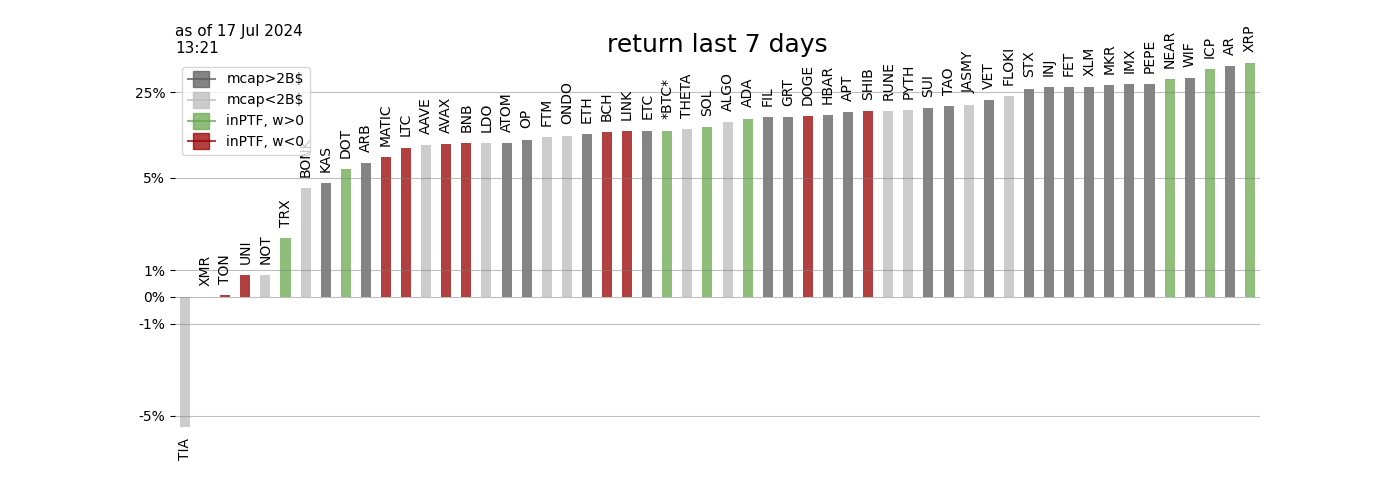 as of 17 Jul 2024
13:21
return last 7 days
mcap>2B$
mcap<2B$
inPTF, w>0
inPTF, w<0
25%
5%
1%
0%
-1%
-5%
TIA
XMR
TON
UNI
NOT
TRX
BONK
KAS
DOT
ARB
MATIC
LTC
AAVE
AVAX
BNB
LDO
ATOM
OP
FTM
ONDO
ETH
BCH
LINK
ETC
*BTC*
THETA
SOL
ALGO
ADA
FIL
GRT
DOGE
HBAR
APT
SHIB
RUNE
PYTH
SUI
TAO
JASMY
VET
FLOKI
STX
INJ
FET
XLM
MKR
IMX
PEPE
NEAR
WIF
ICP
AR
XRP